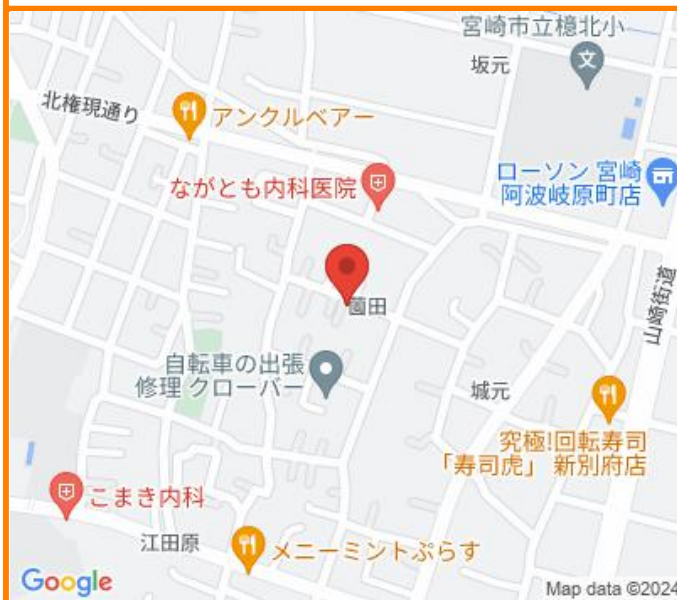 宮崎市立檍北小
坂元
北権現通り
アンクルベアー
ながとも内科医院
ローソン 宮崎
阿波岐原町店
山崎街道
薗田
自転車の出張
修理 クローバー
城元
究極!回転寿司
「寿司虎」 新別府店
こまき内科
江田原
メニーミントぷらす
Google
Map data ©2024